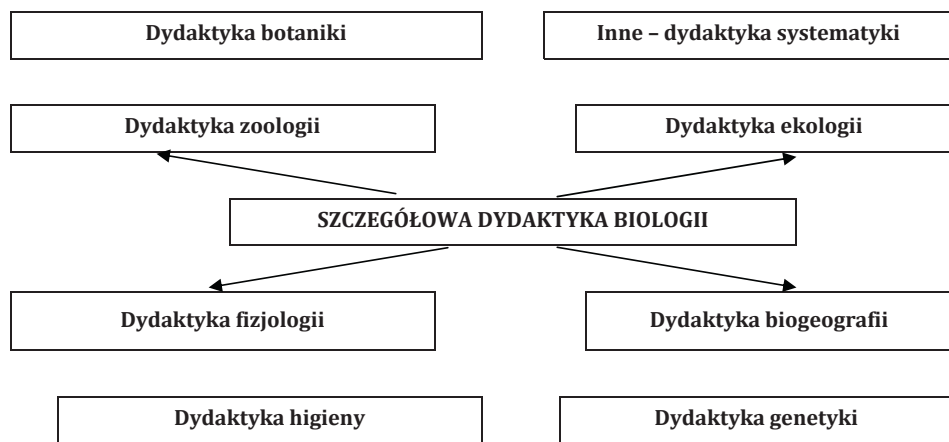 Dydaktyka botaniki
Inne – dydaktyka systematyki
Dydaktyka zoologii
Dydaktyka ekologii
SZCZEGÓŁOWA DYDAKTYKA BIOLOGII
Dydaktyka fizjologii
Dydaktyka biogeografii
Dydaktyka higieny
Dydaktyka genetyki